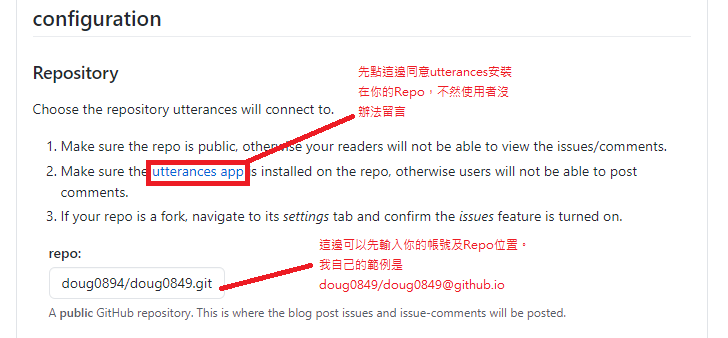 configuration
Repository
先點這邊同意utterances安裝
在你的Repo，不然使用者沒
辦法留言
Choose the repository utterances will connect to.
1. Make sure the repo is public, otherwise your readers will not be able to view the issues/comments.
2. Make sure the utterances app is installed on the repo, otherwise users will not be able to post
comments.
3. If your repo is a fork, navigate to its settings tab and confirm the issues feature is turned on.
repo:
doug0894/doug0849.git
這邊可以先輸入你的帳號及Repo位置。
我自己的範例是
doug0849/doug0849@github.io
A public GitHub repository. This is where the blog post issues and issue-comments will be posted.